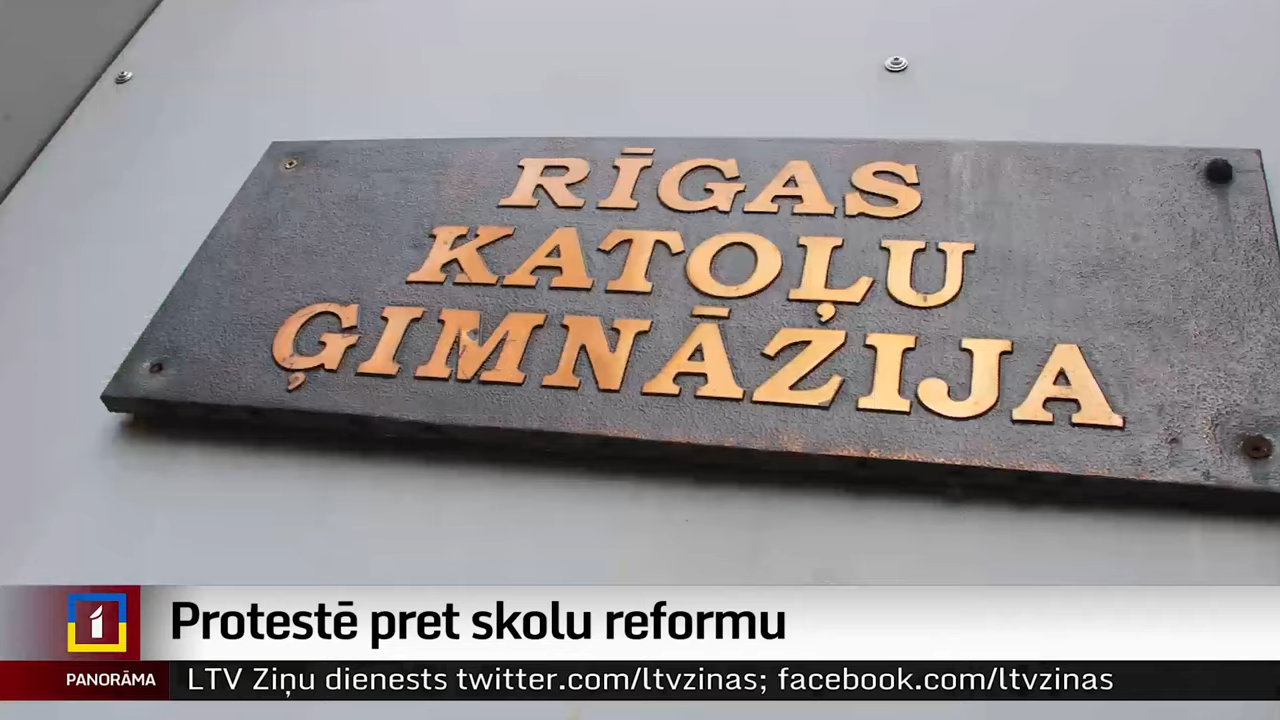 RĪGAS
KATOĻU
ĢIMNĀZIJA
1
Protestē pret skolu reformu
PANORĀMA
LTV Ziņu dienests twitter.com/ltvzinas; facebook.com/ltvzinas